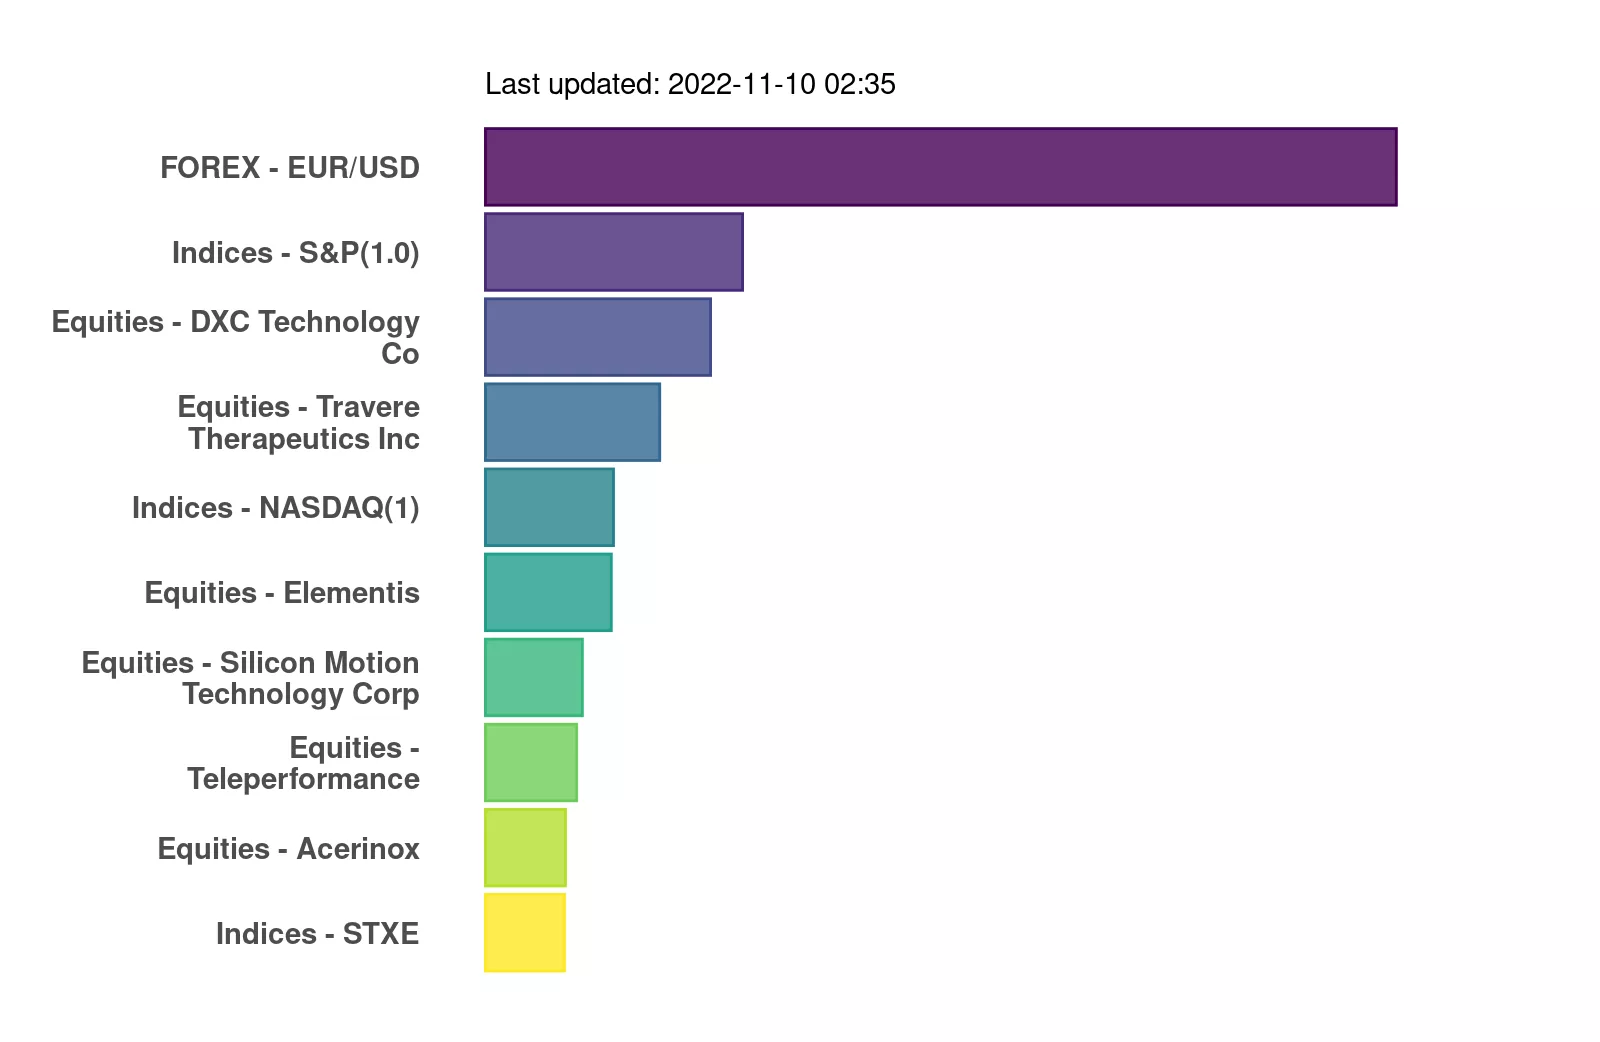 Last updated: 2022-11-10 02:35
FOREX - EUR/USD
Indices - S&P(1.0)
Equities - DXC Technology
Co
Equities - Travere
Therapeutics Inc
Indices - NASDAQ(1)
Equities - Elementis
Equities - Silicon Motion
Technology Corp
Equities -
Teleperformance
Equities - Acerinox
Indices - STXE